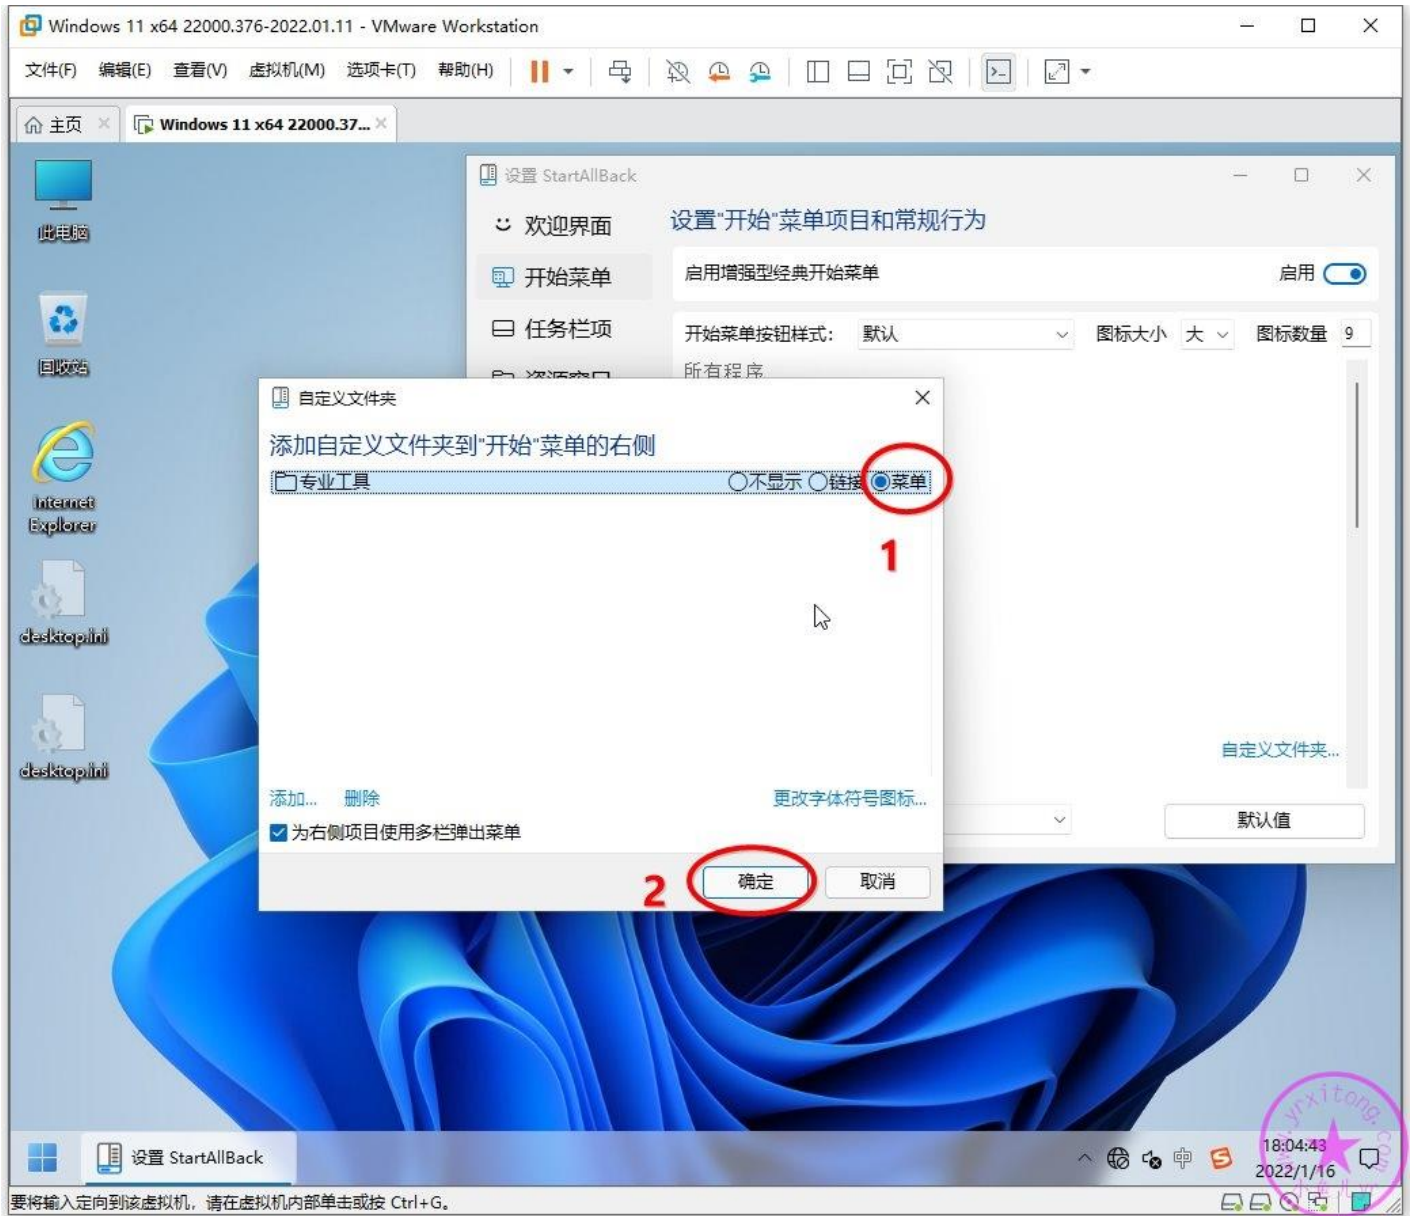 Windows 11 x64 22000.376-2022.01.11 - VMware Workstation
文件(F) 编辑(E) 查看(V) 虚拟机(M) 选项卡(T) 帮助(H)
主页 Windows 11 x64 22000.37...
此电脑
回收站
Internet
Explorer
desktop.ini
desktop.ini
设置 StartAllBack
欢迎界面
开始菜单
任务栏项
资源窗口
设置"开始"菜单项目和常规行为
启用增强型经典开始菜单 启用
开始菜单按钮样式: 默认 图标大小 大 图标数量 9
所有程序
自定义文件夹...
默认值
自定义文件夹
添加自定义文件夹到"开始"菜单的右侧
专业工具 不显示 链接 菜单
1
添加... 删除 更改字体符号图标...
为右侧项目使用多栏弹出菜单
2 确定 取消
设置 StartAllBack
中
18:04:43
2022/1/16
要将输入定向到该虚拟机，请在虚拟机内部单击或按 Ctrl+G。